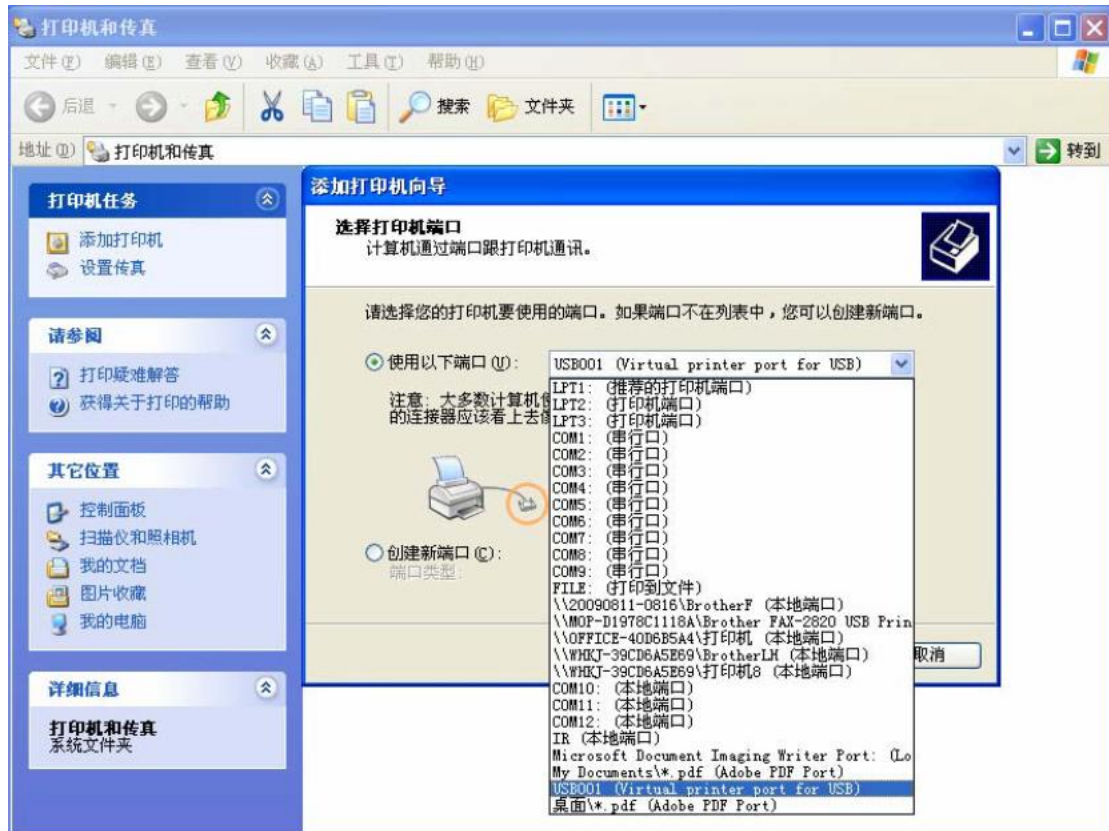 打印机和传真
文件(F) 编辑(E) 查看(V) 收藏(A) 工具(T) 帮助(H)
后退 搜索 文件夹
地址(D) 打印机和传真 转到
打印机任务
添加打印机
设置传真
请参阅
打印疑难解答
获得关于打印的帮助
其它位置
控制面板
扫描仪和照相机
我的文档
图片收藏
我的电脑
详细信息
打印机和传真
系统文件夹
添加打印机向导
选择打印机端口
计算机通过端口跟打印机通讯。
请选择您的打印机要使用的端口。如果端口不在列表中，您可以创建新端口。
使用以下端口(U): USB001 (Virtual printer port for USB)
注意: 大多数计算机
的连接器应该看上去
创建新端口(C):
端口类型:
LPT1: (推荐的打印机端口)
LPT2: (打印机端口)
LPT3: (打印机端口)
COM1: (串行口)
COM2: (串行口)
COM3: (串行口)
COM4: (串行口)
COM5: (串行口)
COM6: (串行口)
COM7: (串行口)
COM8: (串行口)
COM9: (串行口)
FILE: (打印到文件)
\\20090811-0816\BrotherF (本地端口)
\\MOP-D1978C1118A\Brother FAX-2820 USB Prin
\\OFFICE-40D6B5A4\打印机 (本地端口)
\\WHKJ-39CD6A5E69\BrotherLH (本地端口)
\\WHKJ-39CD6A5E69\打印机8 (本地端口)
COM10: (本地端口)
COM11: (本地端口)
COM12: (本地端口)
IR (本地端口)
Microsoft Document Imaging Writer Port: (Lo
My Documents\*.pdf (Adobe PDF Port)
USB001 (Virtual printer port for USB)
桌面\*.pdf (Adobe PDF Port)
取消